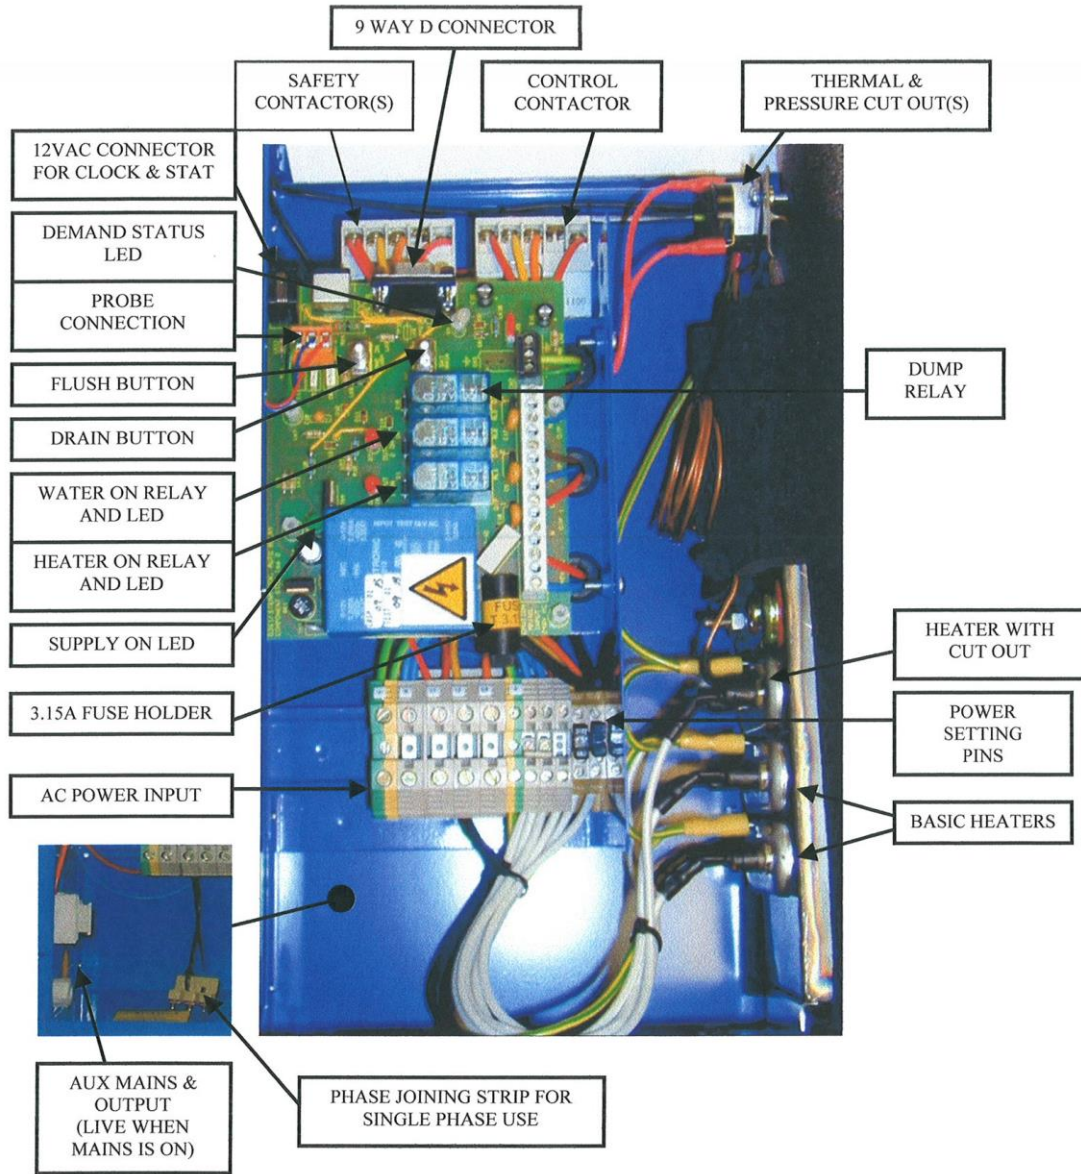 9 WAY D CONNECTOR
SAFETY
CONTACTOR(S)
CONTROL
CONTACTOR
THERMAL &
PRESSURE CUT OUT(S)
12VAC CONNECTOR
FOR CLOCK & STAT
DEMAND STATUS
LED
PROBE
CONNECTION
FLUSH BUTTON
DUMP
RELAY
DRAIN BUTTON
WATER ON RELAY
AND LED
HEATER ON RELAY
AND LED
SUPPLY ON LED
HEATER WITH
CUT OUT
3.15A FUSE HOLDER
POWER
SETTING
PINS
AC POWER INPUT
BASIC HEATERS
AUX MAINS &
OUTPUT
(LIVE WHEN
MAINS IS ON)
PHASE JOINING STRIP FOR
SINGLE PHASE USE